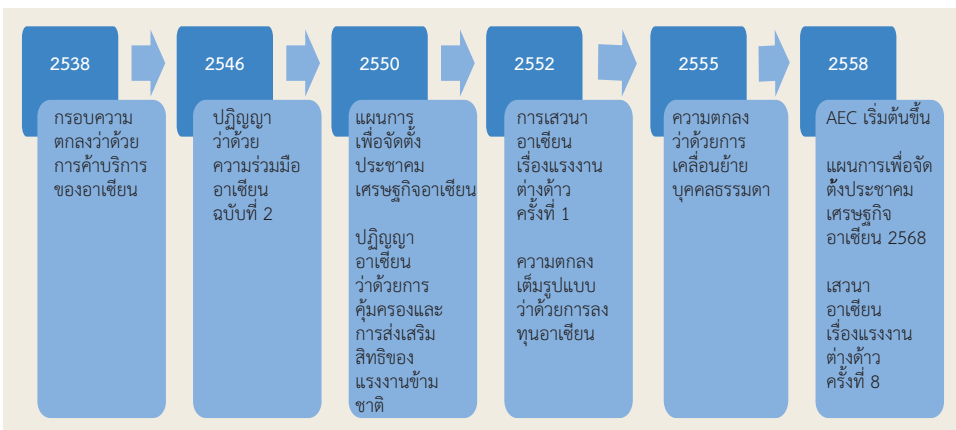 2538
กรอบความ
ตกลงว่าด้วย
การค้าบริการ
ของอาเซียน
2546
ปฏิญญา
ว่าด้วย
ความร่วมมือ
อาเซียน
ฉบับที่ 2
2550
แผนการ
เพื่อจัดตั้ง
ประชาคม
เศรษฐกิจอาเซียน
ปฏิญญา
อาเซียน
ว่าด้วยการ
คุ้มครองและ
การส่งเสริม
สิทธิของ
แรงงานข้าม
ชาติ
2552
การเสวนา
อาเซียน
เรื่องแรงงาน
ต่างด้าว
ครั้งที่ 1
ความตกลง
เต็มรูปแบบ
ว่าด้วยการลง
ทุนอาเซียน
2555
ความตกลง
ว่าด้วยการ
เคลื่อนย้าย
บุคคลธรรมดา
2558
AEC เริ่มต้นขึ้น
แผนการเพื่อจัด
ตั้งประชาคม
เศรษฐกิจ
อาเซียน 2568
เสวนา
อาเซียน
เรื่องแรงงาน
ต่างด้าว
ครั้งที่ 8